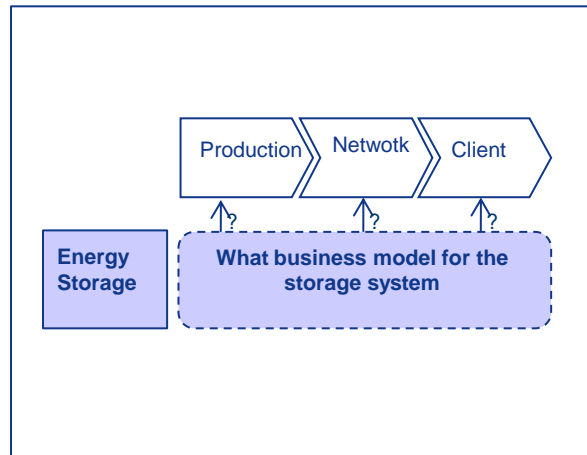 Production
Netwotk
Client
?
?
?
Energy
Storage
What business model for the
storage system